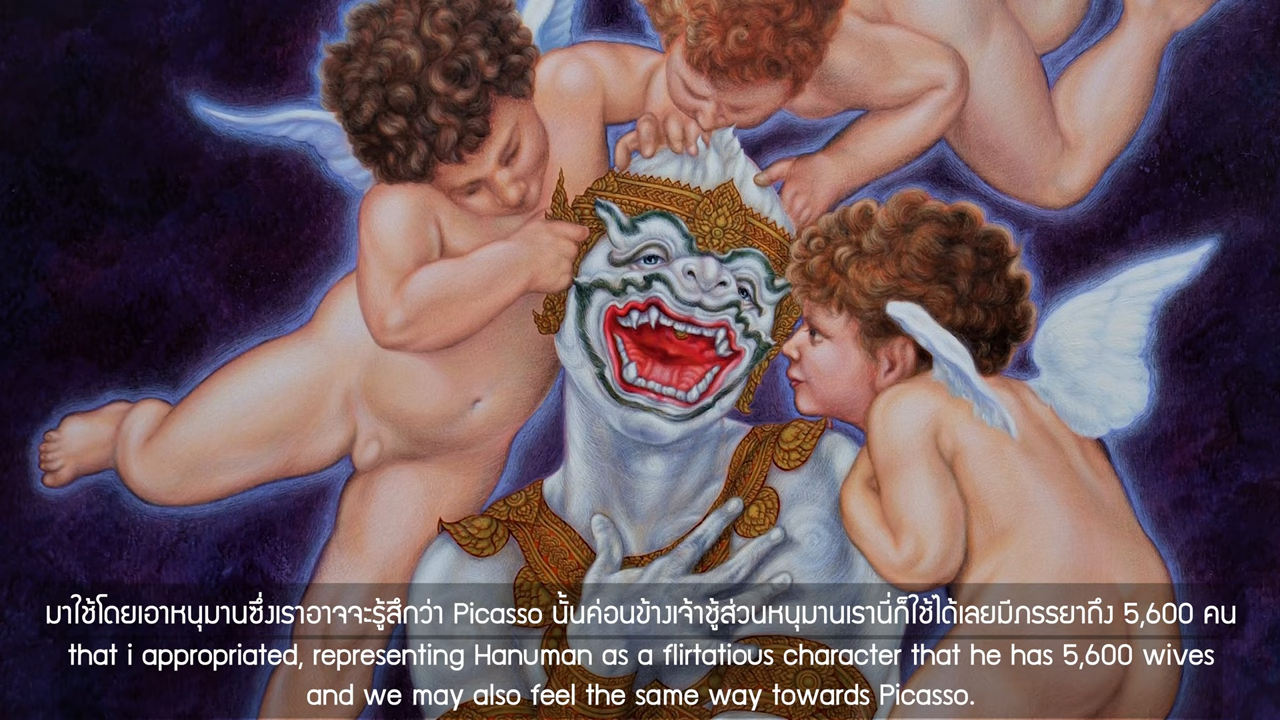 มาใช้โดยเอาหนุมานซึ่งเราอาจจะรู้สึกว่า Picasso นั้นค่อนข้างเจ้าชู้ส่วนหนุมานเรานี่ก็ใช้ได้เลยมีภรรยาถึง 5,600 คน
that i appropriated, representing Hanuman as a flirtatious character that he has 5,600 wives
and we may also feel the same way towards Picasso.